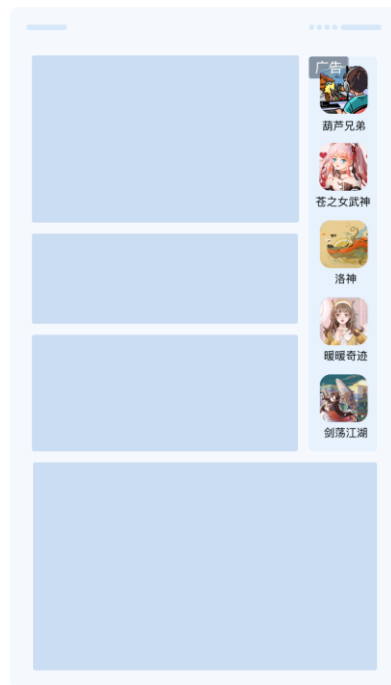 广告
葫芦兄弟
苍之女武神
洛神
暖暖奇迹
剑荡江湖